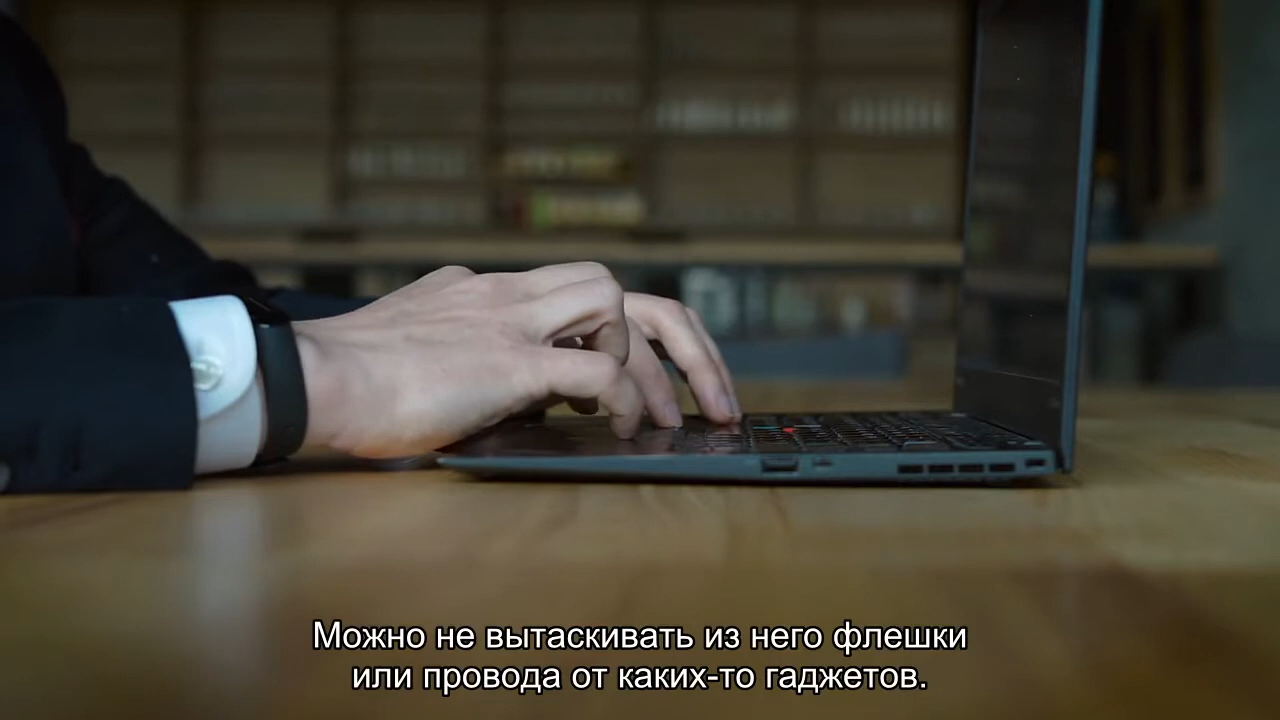 Можно не вытаскивать из него флешки
или провода от каких-то гаджетов.